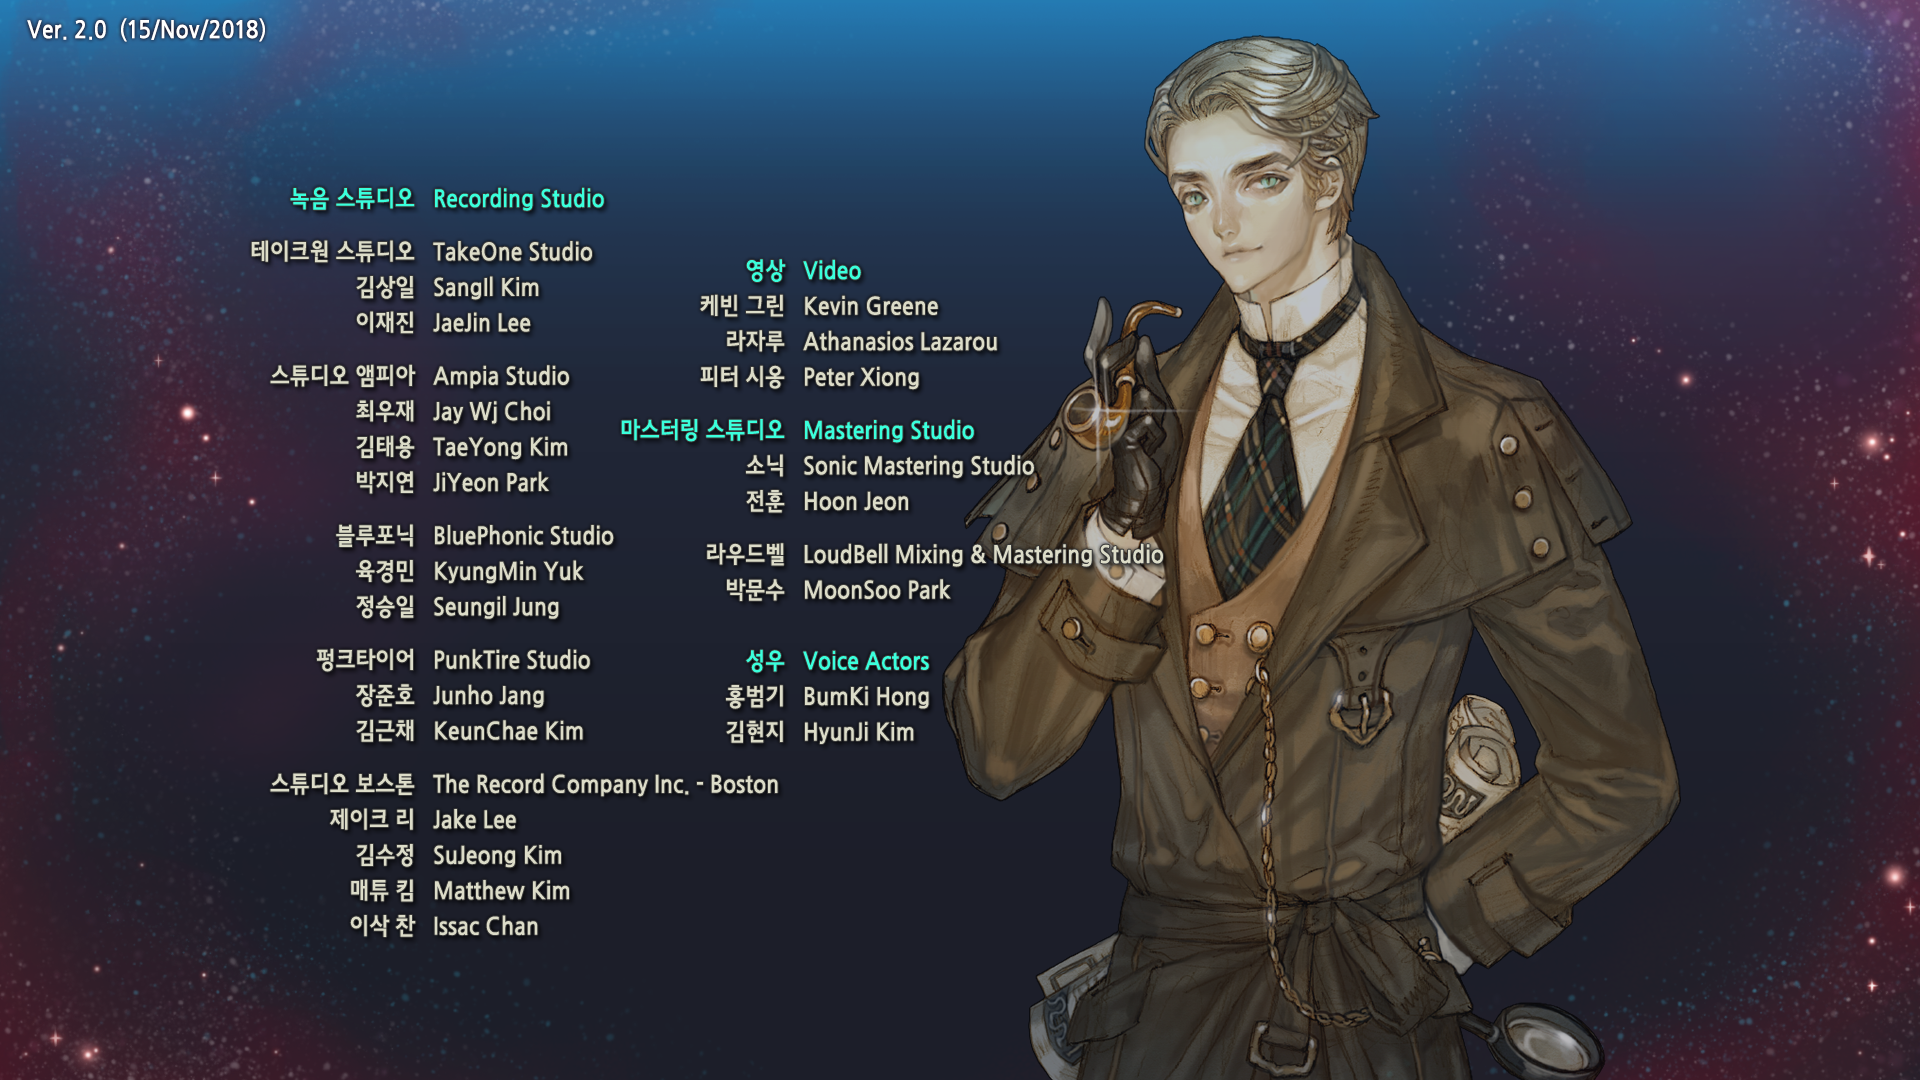 Ver. 2.0 (15/Nov/2018)
녹음 스튜디오 Recording Studio
테이크원 스튜디오 TakeOne Studio
김상일 SangIl Kim
이재진 JaeJin Lee
스튜디오 앰피아 Ampia Studio
최우재 Jay Wj Choi
김태용 TaeYong Kim
박지연 JiYeon Park
블루포닉 BluePhonic Studio
육경민 KyungMin Yuk
정승일 Seungil Jung
펑크타이어 PunkTire Studio
장준호 Junho Jang
김근채 KeunChae Kim
스튜디오 보스톤 The Record Company Inc. - Boston
제이크 리 Jake Lee
김수정 SuJeong Kim
매튜 킴 Matthew Kim
이삭 찬 Issac Chan
영상 Video
케빈 그린 Kevin Greene
라자루 Athanasios Lazarou
피터 시옹 Peter Xiong
마스터링 스튜디오 Mastering Studio
소닉 Sonic Mastering Studio
전훈 Hoon Jeon
라우드벨 LoudBell Mixing & Mastering Studio
박문수 MoonSoo Park
성우 Voice Actors
홍범기 BumKi Hong
김현지 HyunJi Kim